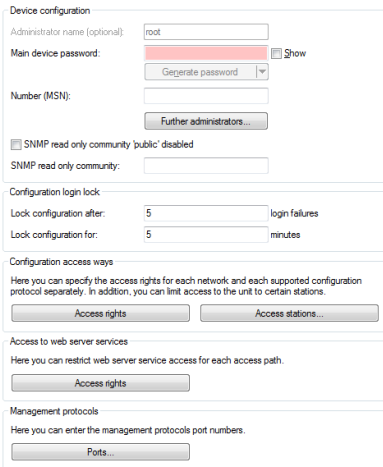 Device configuration
Administrator name (optional): root
Main device password: Show
Generate password
Number (MSN):
Further administrators...
SNMP read only community 'public' disabled
SNMP read only community:
Configuration login lock
Lock configuration after: 5 login failures
Lock configuration for: 5 minutes
Configuration access ways
Here you can specify the access rights for each network and each supported configuration
protocol separately. In addition, you can limit access to the unit to certain stations.
Access rights Access stations...
Access to web server services
Here you can restrict web server service access for each access path.
Access rights
Management protocols
Here you can enter the management protocols port numbers.
Ports...